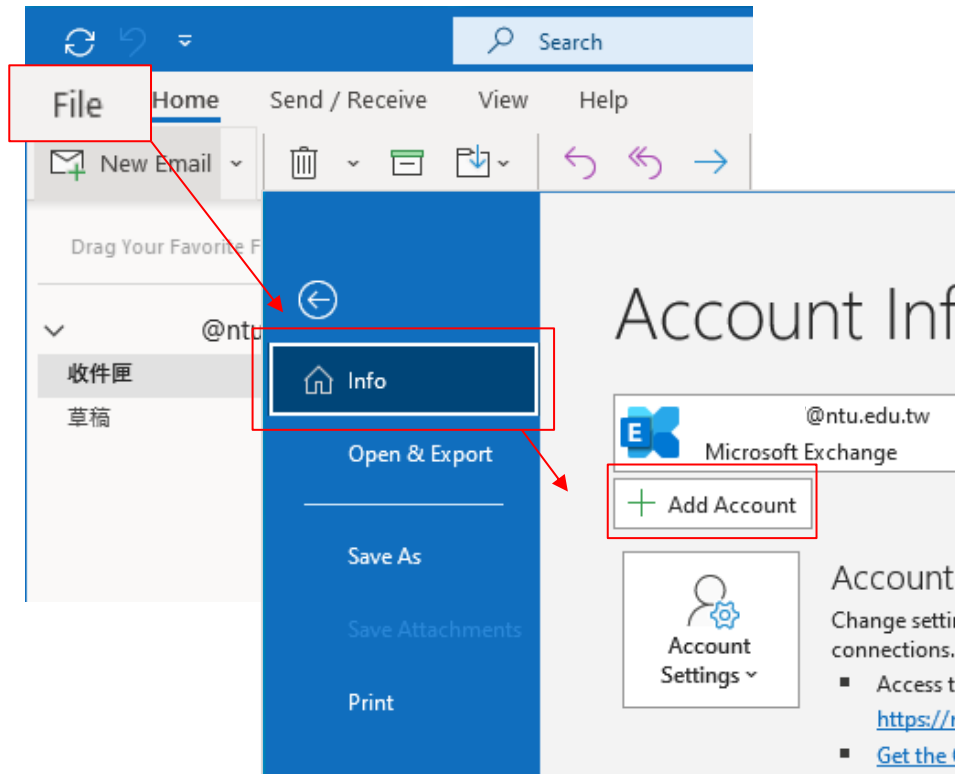 Search
File Home Send / Receive View Help
New Email
Drag Your Favorite F
@ntu
收件匣
草稿
Info
Open & Export
Save As
Save Attachments
Print
Account Inf
@ntu.edu.tw
Microsoft Exchange
Add Account
Account
Settings
Account
Change settin
connections.
Access t
https://
Get the